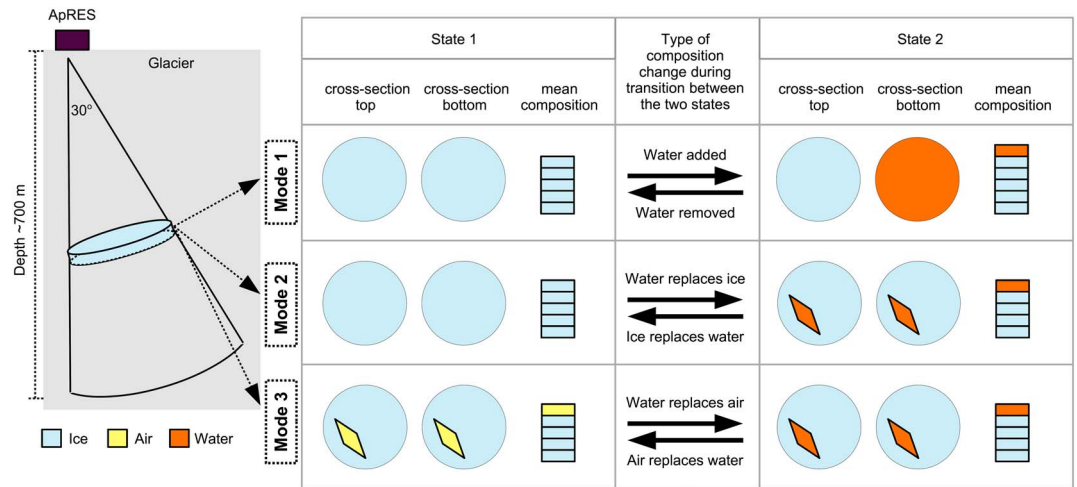 ApRES
Glacier
30°
Depth ~700 m
Ice
Air
Water
State 1
Type of
composition
change during
transition between
the two states
State 2
cross-section
top
cross-section
bottom
mean
composition
cross-section
top
cross-section
bottom
mean
composition
Mode 1
Water added
Water removed
Mode 2
Water replaces ice
Ice replaces water
Mode 3
Water replaces air
Air replaces water